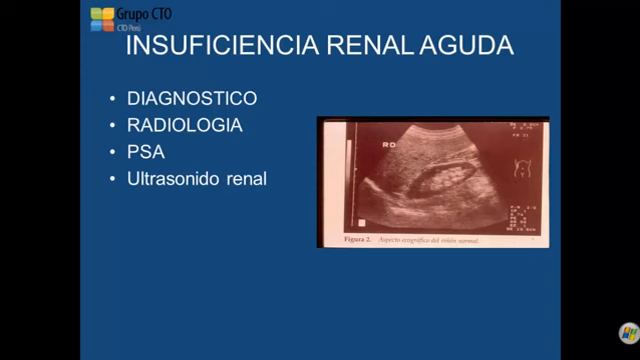 Grupo CTO
CTO Perú
INSUFICIENCIA RENAL AGUDA
• DIAGNOSTICO
• RADIOLOGIA
• PSA
• Ultrasonido renal
RD
Figura 2. Aspecto ecográfico del riñón normal.